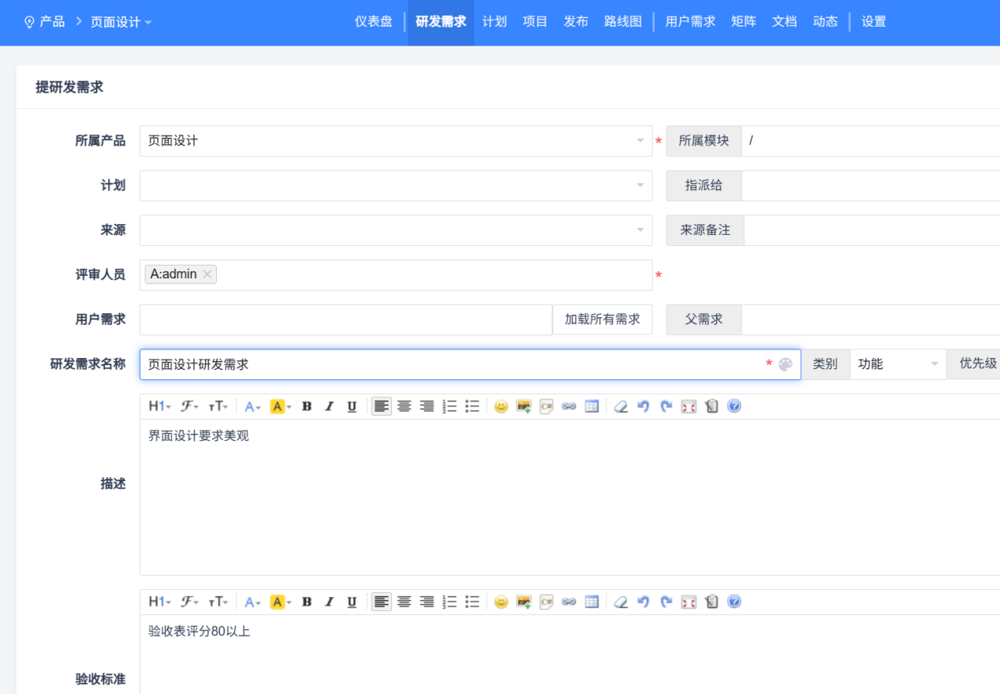 产品 > 页面设计
仪表盘 研发需求 计划 项目 发布 路线图 用户需求 矩阵 文档 动态 设置
提研发需求
所属产品 页面设计 * 所属模块 /
计划 指派给
来源 来源备注
评审人员 A:admin *
用户需求 加载所有需求 父需求
研发需求名称 页面设计研发需求 * 类别 功能 优先级
H1 F TT A A B I U C#
界面设计要求美观
描述
H1 F TT A A B I U C#
验收表评分80以上
验收标准